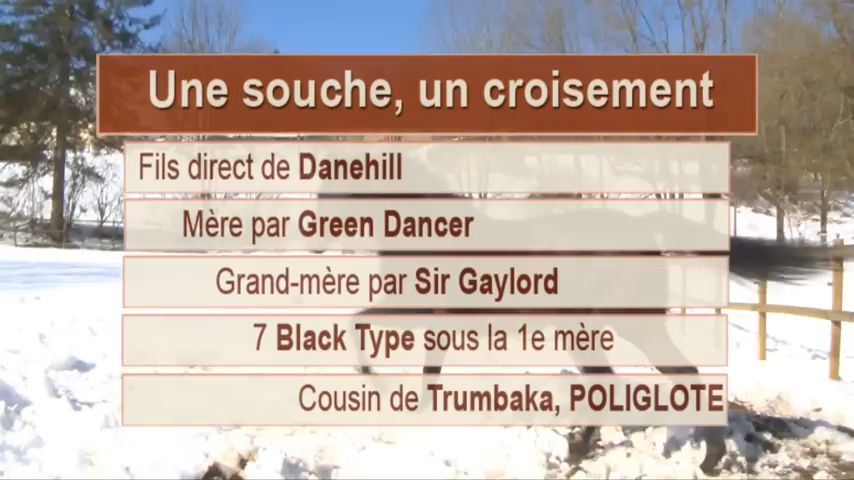 Une souche, un croisement
Fils direct de Danehill
Mère par Green Dancer
Grand-mère par Sir Gaylord
7 Black Type sous la 1e mère
Cousin de Trumbaka, POLIGLOTE